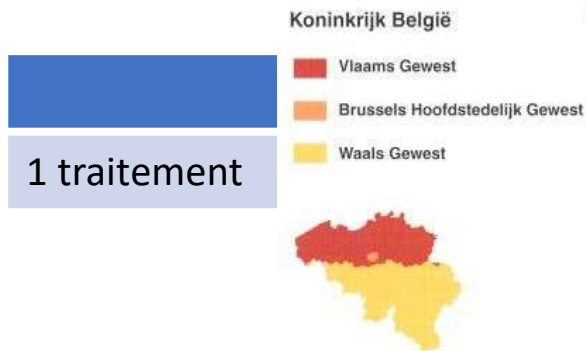 Koninkrijk België
Vlaams Gewest
Brussels Hoofdstedelijk Gewest
Waals Gewest
1 traitement